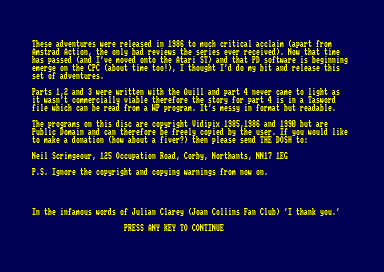 These adventures were released in 1986 to much critical acclaim (apart from
Amstrad Action, the only bad reviews the series ever received). Now that time
has passed (and I've moved onto the Atari ST) and that PD software is beginning
emerge on the CPC (about time too!), I thought I'd do my bit and release this
set of adventures.
Parts 1,2 and 3 were written with the Quill and part 4 never came to light as
it wasn't commercially viable therefore the story for part 4 is in a Tasword
file which can be read from a WP program. It's messy in format but readable.
The programs on this disc are copyright Vidipix 1985,1986 and 1990 but are
Public Domain and can therefore be freely copied by the user. If you would like
to make a donation (how about a fiver?) then please send THE DOSH to:
Neil Scrimgeour, 125 Occupation Road, Corby, Northants, NN17 1EG
P.S. Ignore the copyright and copying warnings from now on.
In the infamous words of Julian Clarey (Joan Collins Fan Club) 'I thank you.'
PRESS ANY KEY TO CONTINUE